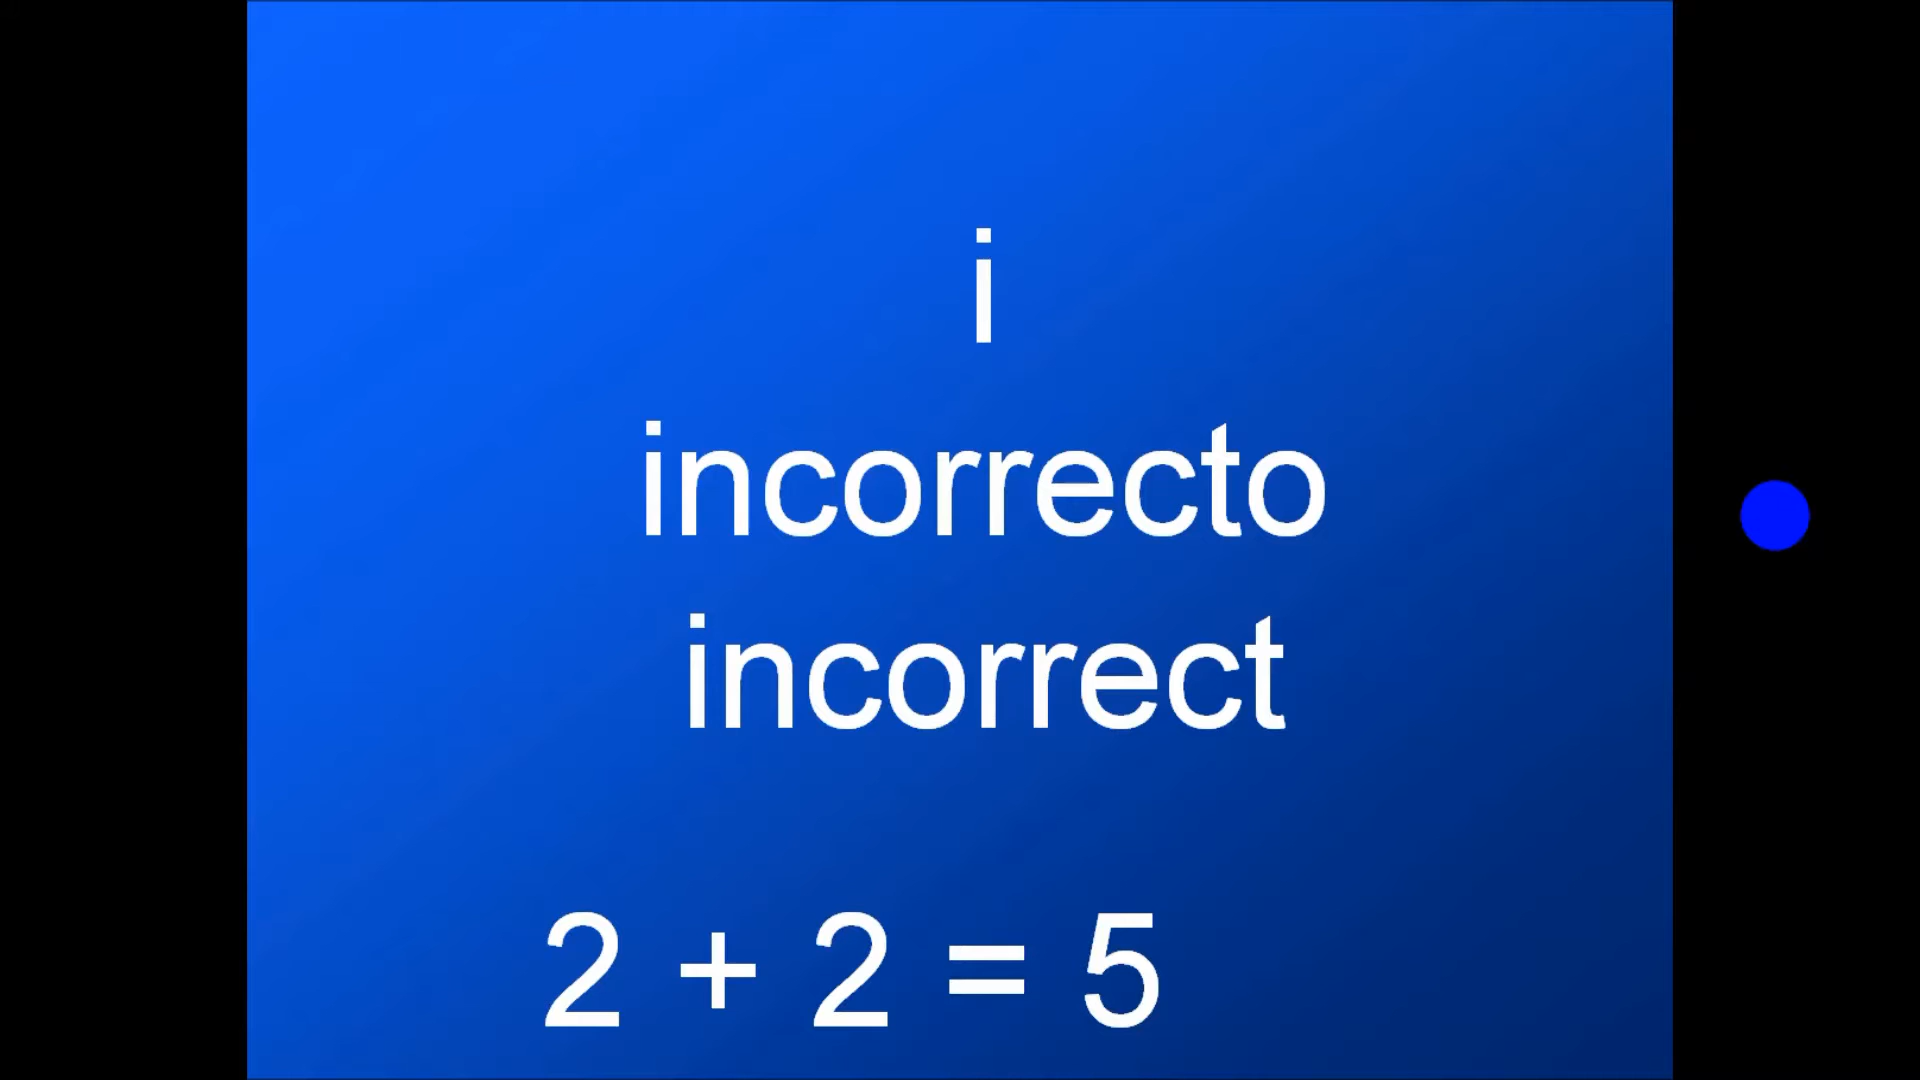 i
incorrecto
incorrect
2 + 2 = 5